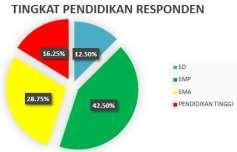 TINGKAT PENDIDIKAN RESPONDEN
16.25%
12.50%
28.75%
42.50%
SD
SMP
SMA
PENDIDIKAN TINGGI